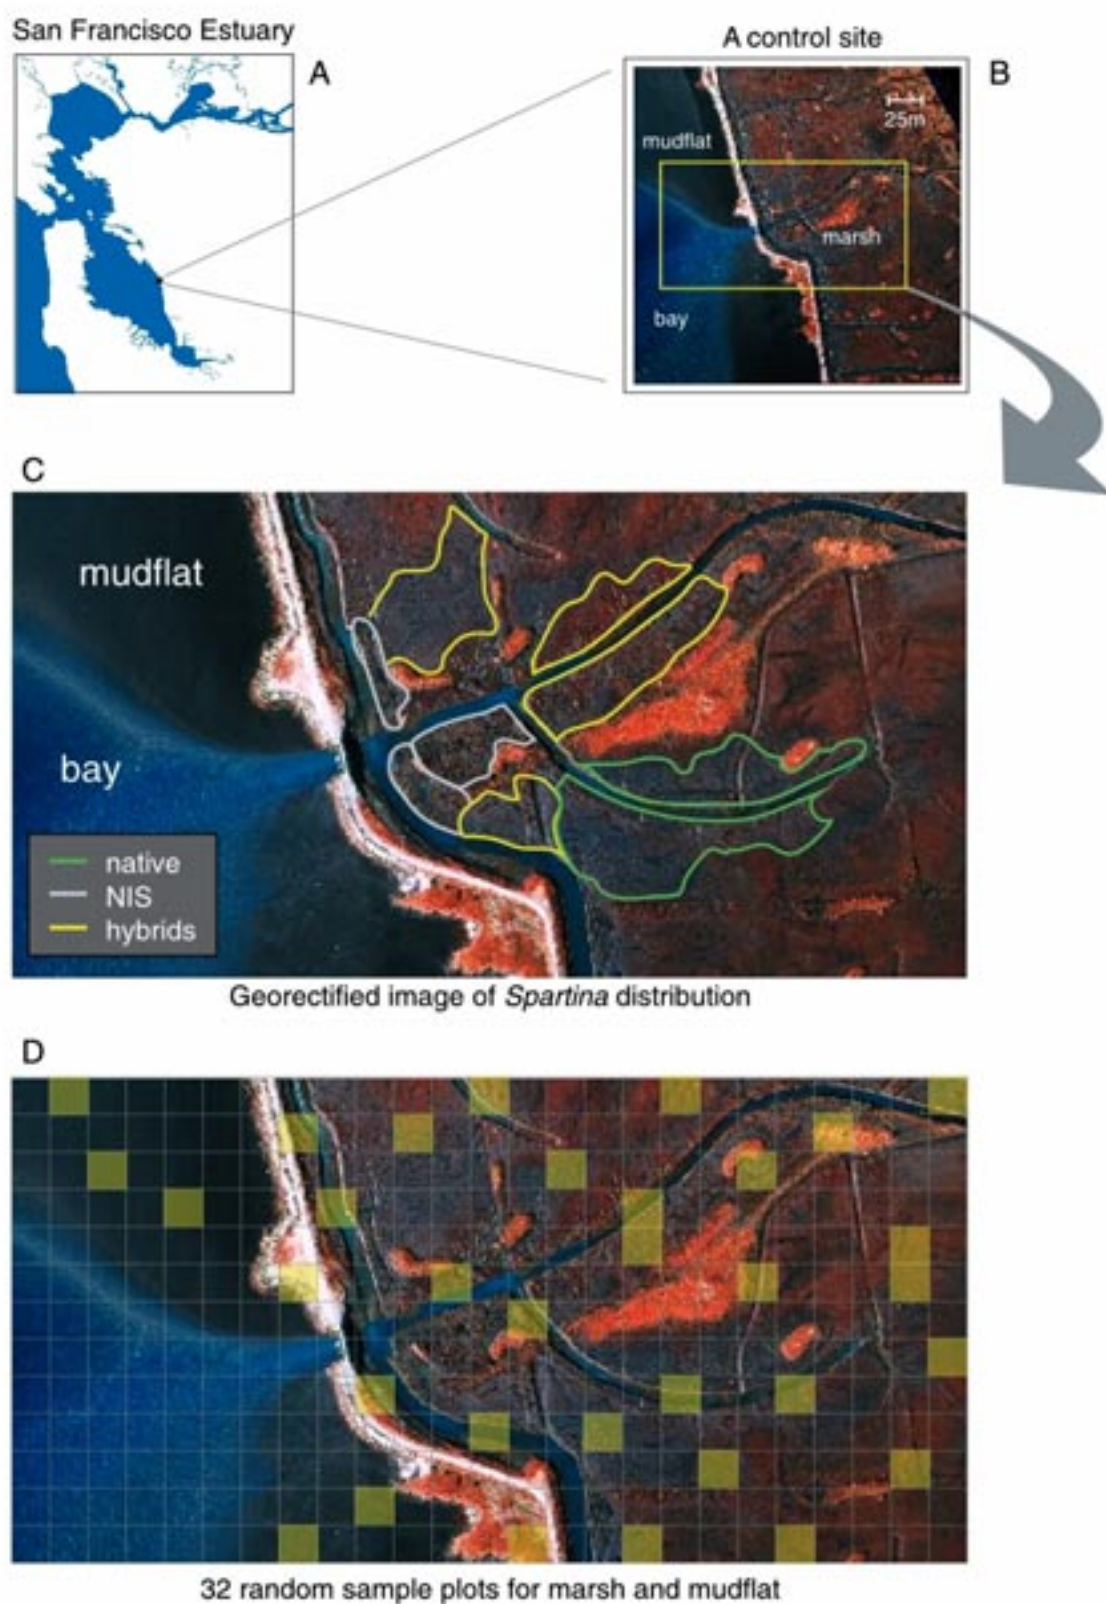 San Francisco Estuary
A
A control site
B
25m
mudflat
marsh
bay
C
mudflat
bay
native
NIS
hybrids
Georectified image of Spartina distribution
D
32 random sample plots for marsh and mudflat